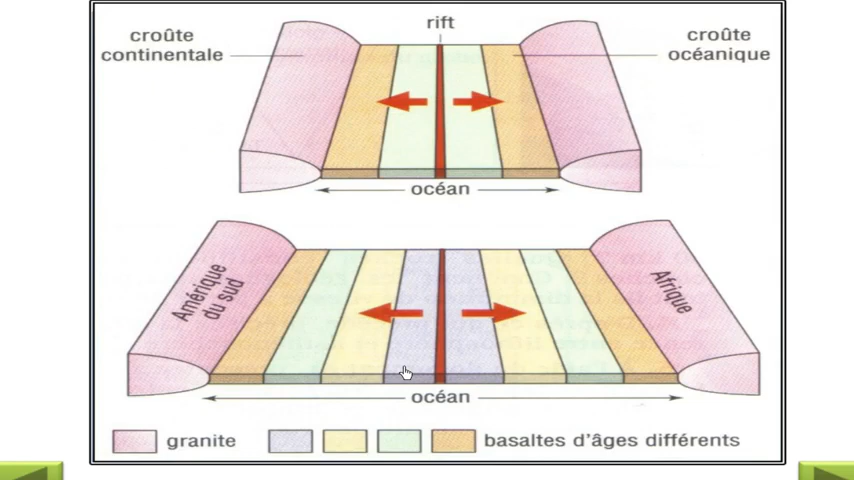 rift
croûte
continentale
croûte
océanique
océan
Amérique
du sud
Afrique
océan
granite
basaltes d'âges différents